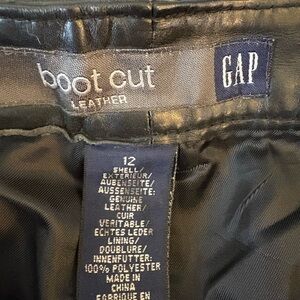 boot cut
LEATHER
GAP
12
SHELL/
EXTERIEUR/
AUBENSEITE/
AUSSENSEITE:
GENUINE
LEATHER/
CUIR
VERITABLE/
ECHTES LEDER
LINING/
DOUBLURE/
INNENFUTTER:
100% POLYESTER
MADE IN
CHINA
FABRIQUE EN